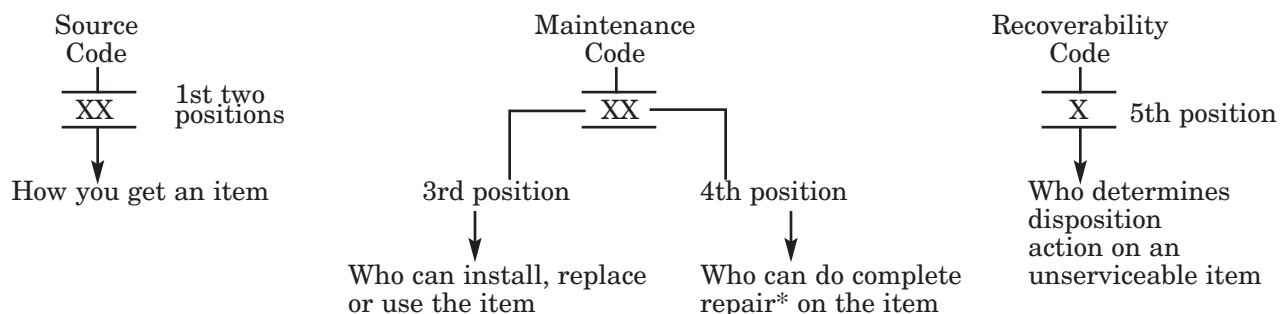 Source
Code
XX
1st two
positions
How you get an item
Maintenance
Code
XX
3rd position
4th position
Who can install, replace
or use the item
Who can do complete
repair* on the item
Recoverability
Code
X
5th position
Who determines
disposition
action on an
unserviceable item